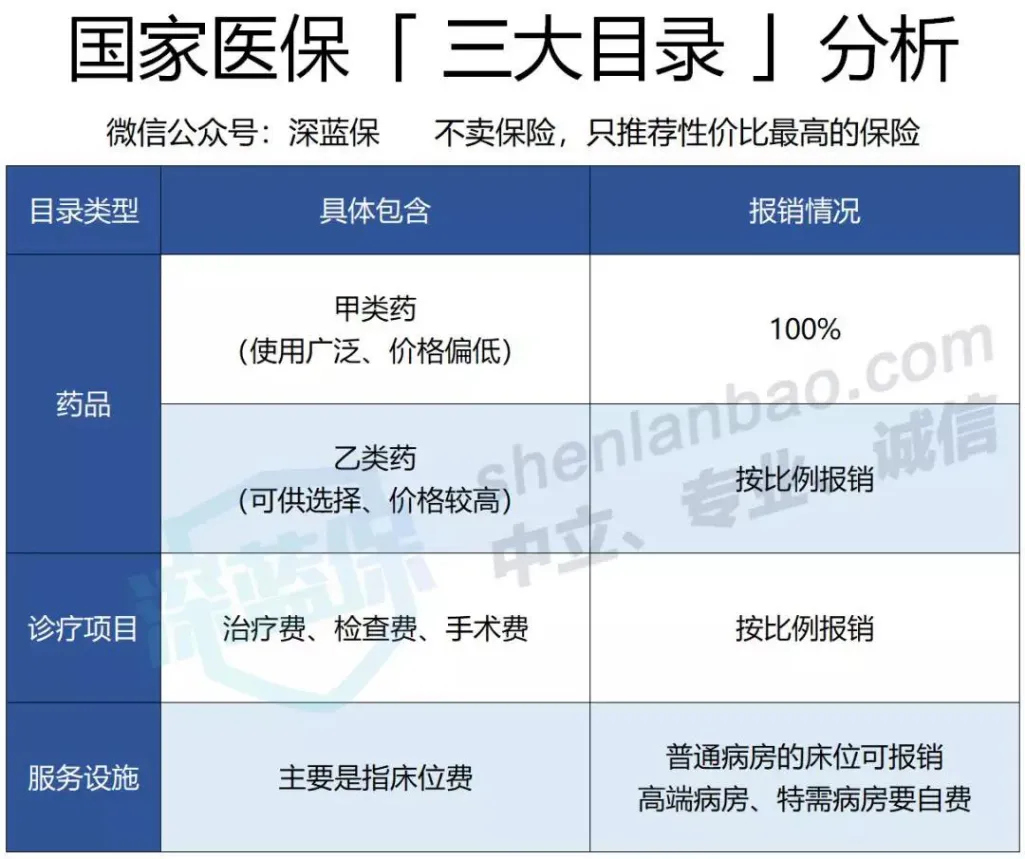 国家医保「三大目录」分析
微信公众号：深蓝保 不卖保险，只推荐性价比最高的保险
目录类型 具体包含 报销情况
药品
甲类药
（使用广泛、价格偏低）
100%
乙类药
（可供选择、价格较高）
按比例报销
诊疗项目 治疗费、检查费、手术费 按比例报销
服务设施 主要是指床位费
普通病房的床位可报销
高端病房、特需病房要自费
shenlanbao.com
中立、专业、诚信
深蓝保